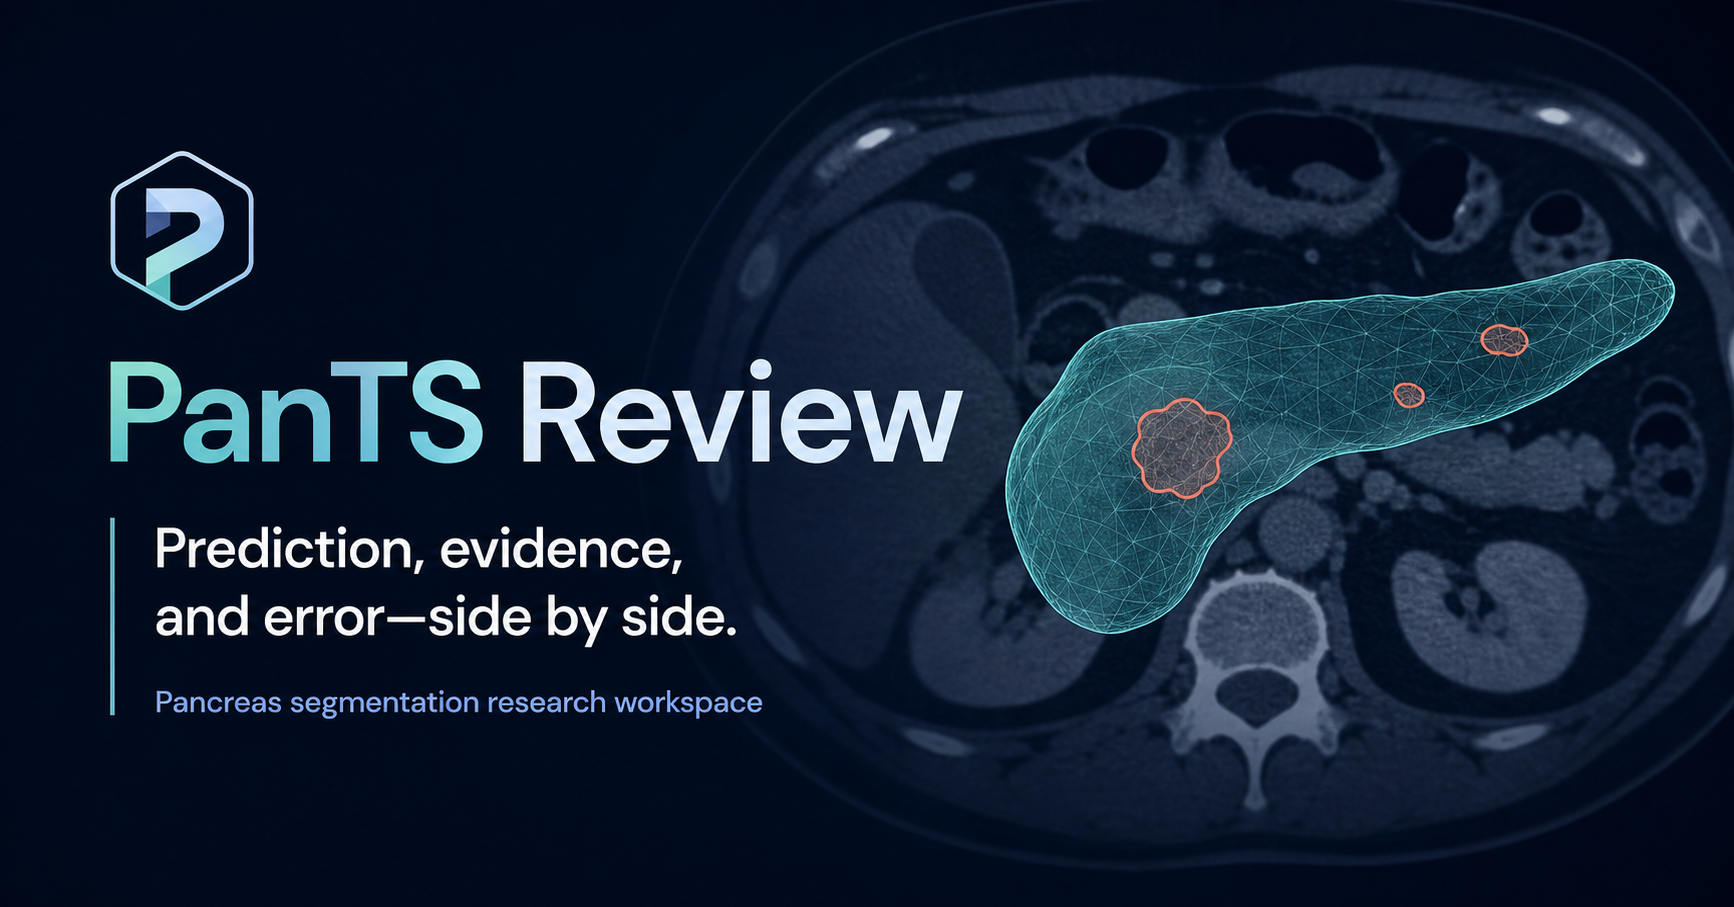 PanTS Review
Prediction, evidence,
and error—side by side.
Pancreas segmentation research workspace